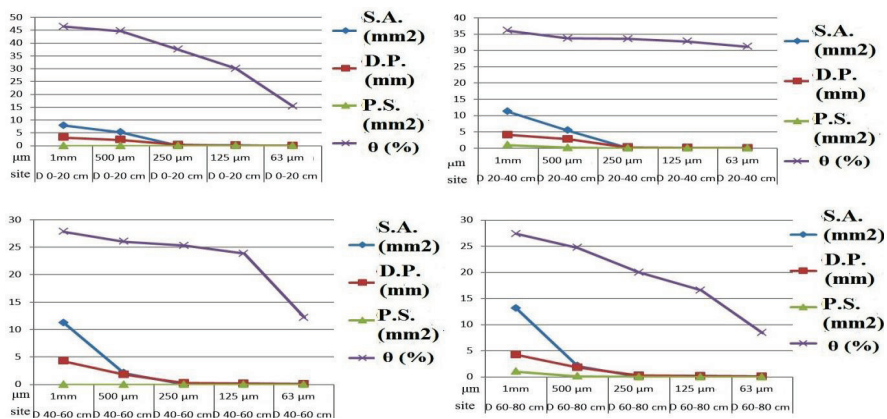 50
45
40
35
30
25
20
15
10
5
0
µm 1mm 500 µm 250 µm 125 µm 63 µm
site D 0-20 cm D 0-20 cm D 0-20 cm D 0-20 cm D 0-20 cm
S.A. (mm2)
D.P. (mm)
P.S. (mm2)
θ (%)
40
35
30
25
20
15
10
5
0
µm 1mm 500 µm 250 µm 125 µm 63 µm
site D 20-40 cm D 20-40 cm D 20-40 cm D 20-40 cm D 20-40 cm
S.A. (mm2)
D.P. (mm)
P.S. (mm2)
θ (%)
30
25
20
15
10
5
0
µm 1mm 500 µm 250 µm 125 µm 63 µm
site D 40-60 cm D 40-60 cm D 40-60 cm D 40-60 cm D 40-60 cm
S.A. (mm2)
D.P. (mm)
P.S. (mm2)
θ (%)
30
25
20
15
10
5
0
µm 1mm 500 µm 250 µm 125 µm 63 µm
site D 60-80 cm D 60-80 cm D 60-80 cm D 60-80 cm D 60-80 cm
S.A. (mm2)
D.P. (mm)
P.S. (mm2)
θ (%)